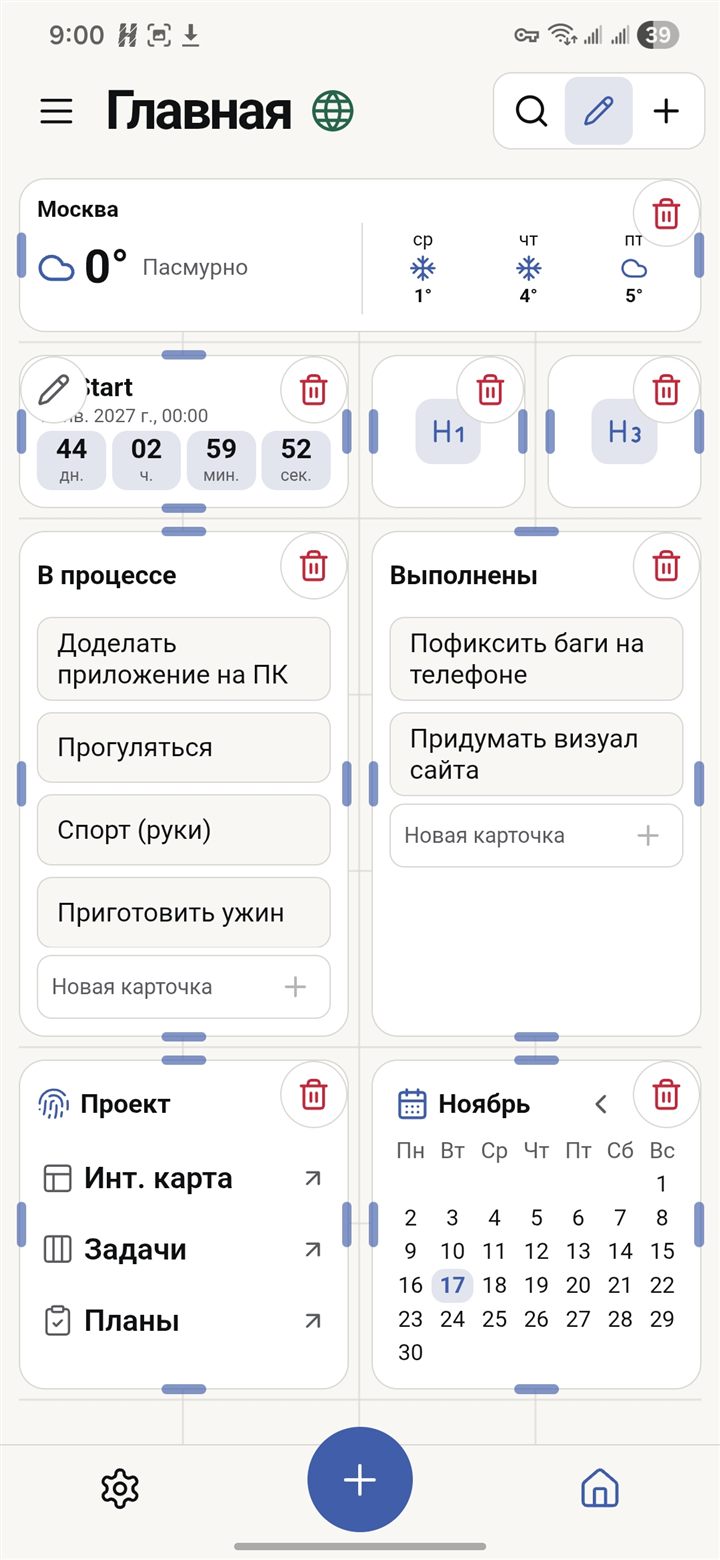 9:00
39
Главная
Москва
0° Пасмурно
ср чт пт
1° 4° 5°
Start
2027 г., 00:00
44 02 59 52
дн. ч. мин. сек.
H1
H3
В процессе
Доделать
приложение на ПК
Прогуляться
Спорт (руки)
Приготовить ужин
Новая карточка
Выполнены
Пофиксить баги на
телефоне
Придумать визуал
сайта
Новая карточка
Проект
Инт. карта
Задачи
Планы
Ноябрь
Пн Вт Ср Чт Пт Сб Вс
1
2 3 4 5 6 7 8
9 10 11 12 13 14 15
16 17 18 19 20 21 22
23 24 25 26 27 28 29
30